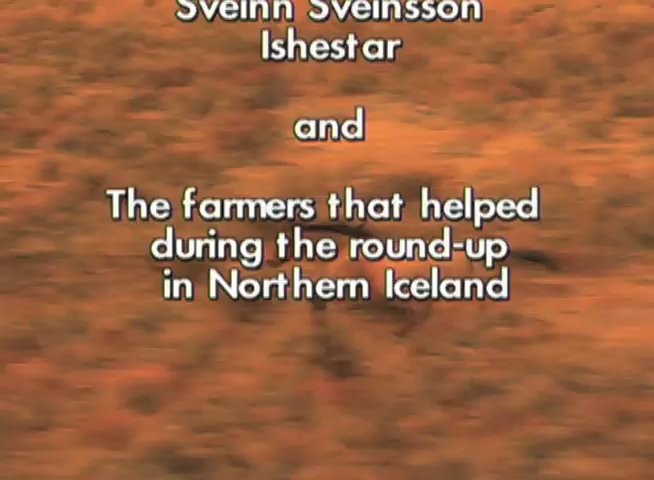 Sveinn Sveinsson
Ishestar
and
The farmers that helped
during the round-up
in Northern Iceland